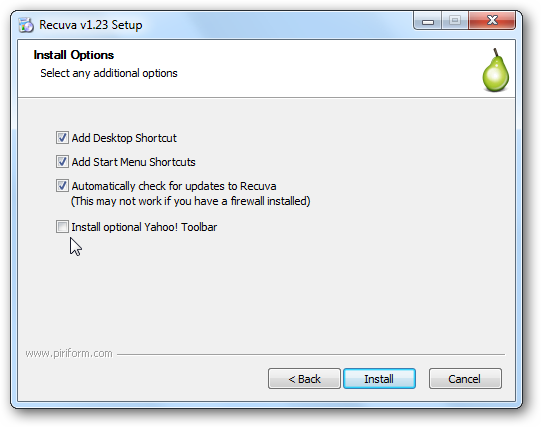 Recuva v1.23 Setup
Install Options
Select any additional options
Add Desktop Shortcut
Add Start Menu Shortcuts
Automatically check for updates to Recuva
(This may not work if you have a firewall installed)
Install optional Yahoo! Toolbar
www.piriform.com
< Back
Install
Cancel